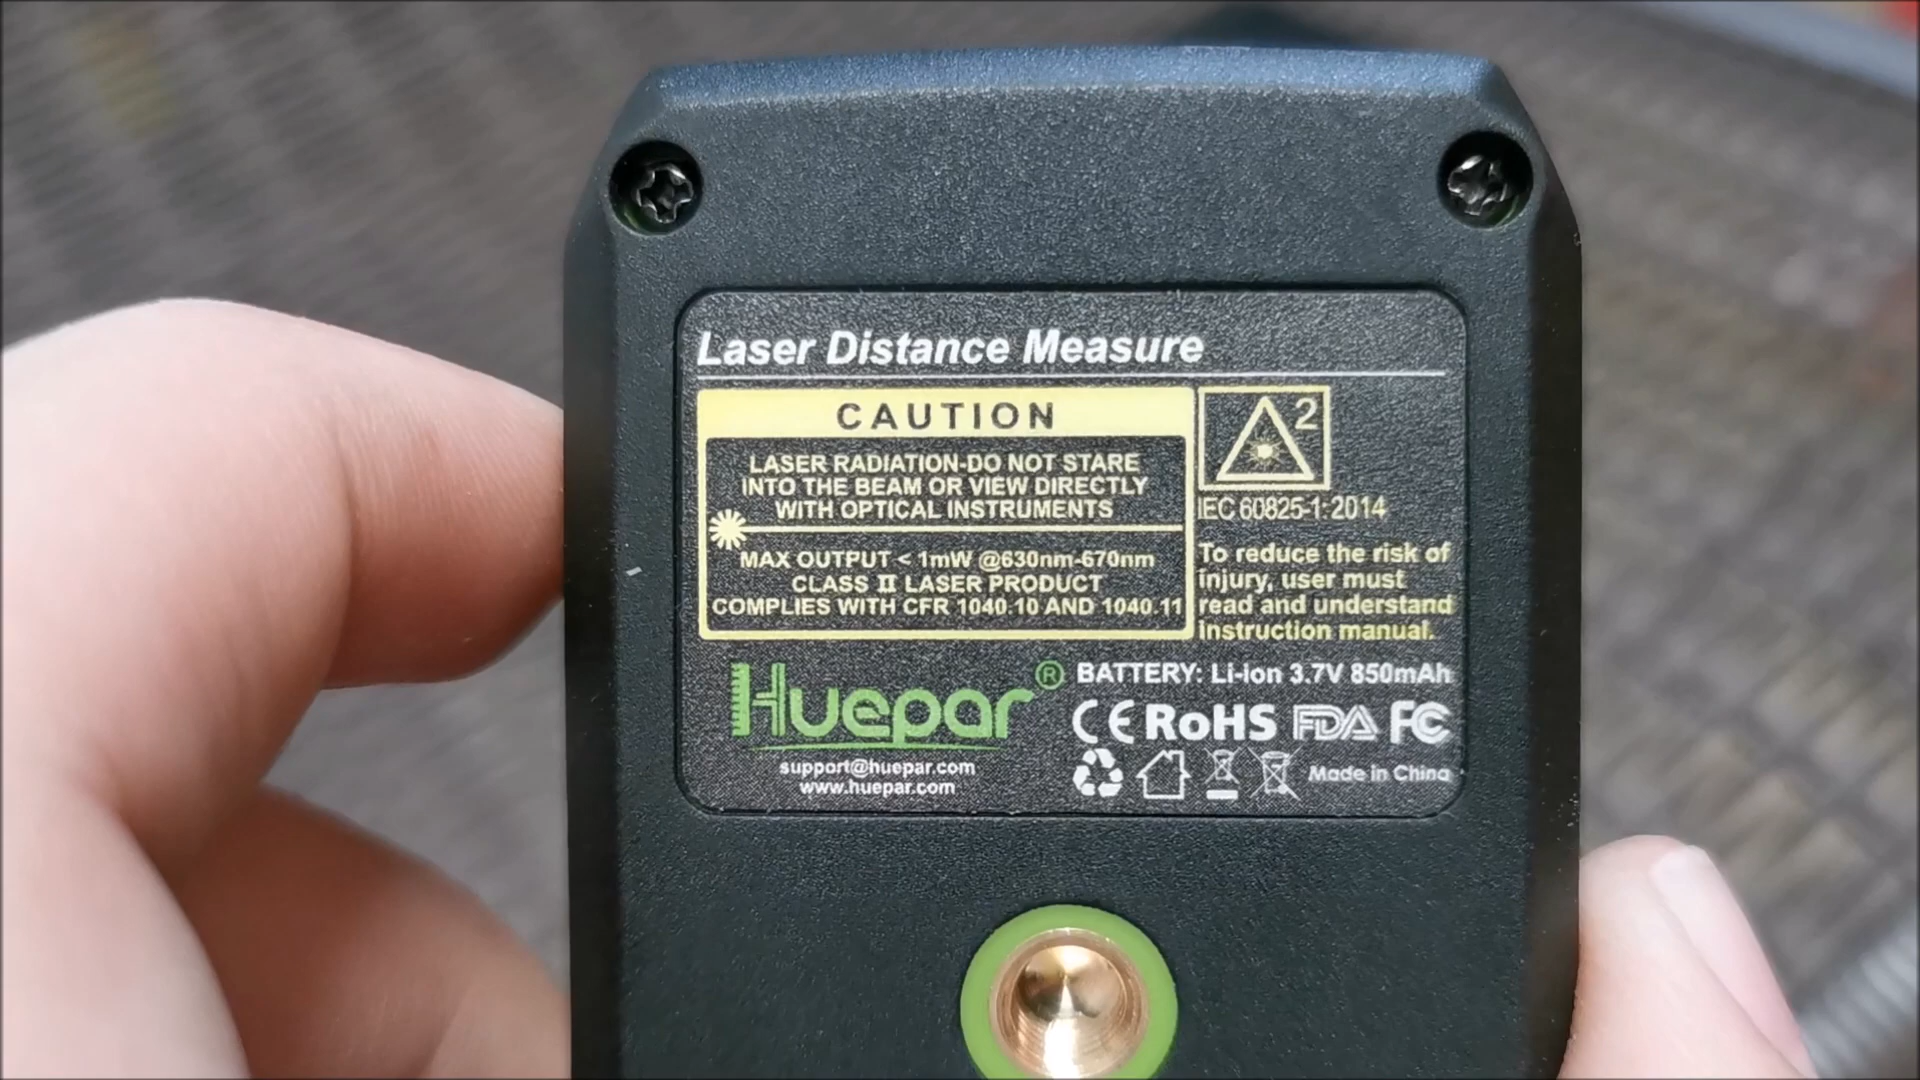 Laser Distance Measure
CAUTION
LASER RADIATION-DO NOT STARE
INTO THE BEAM OR VIEW DIRECTLY
WITH OPTICAL INSTRUMENTS
MAX OUTPUT < 1mW @630nm-670nm
CLASS II LASER PRODUCT
COMPLIES WITH CFR 1040.10 AND 1040.11
2
IEC 60825-1:2014
To reduce the risk of
injury, user must
read and understand
instruction manual.
Huepar®
support@huepar.com
www.huepar.com
BATTERY: Li-ion 3.7V 850mAh
CE RoHS FDA FC
Made in China